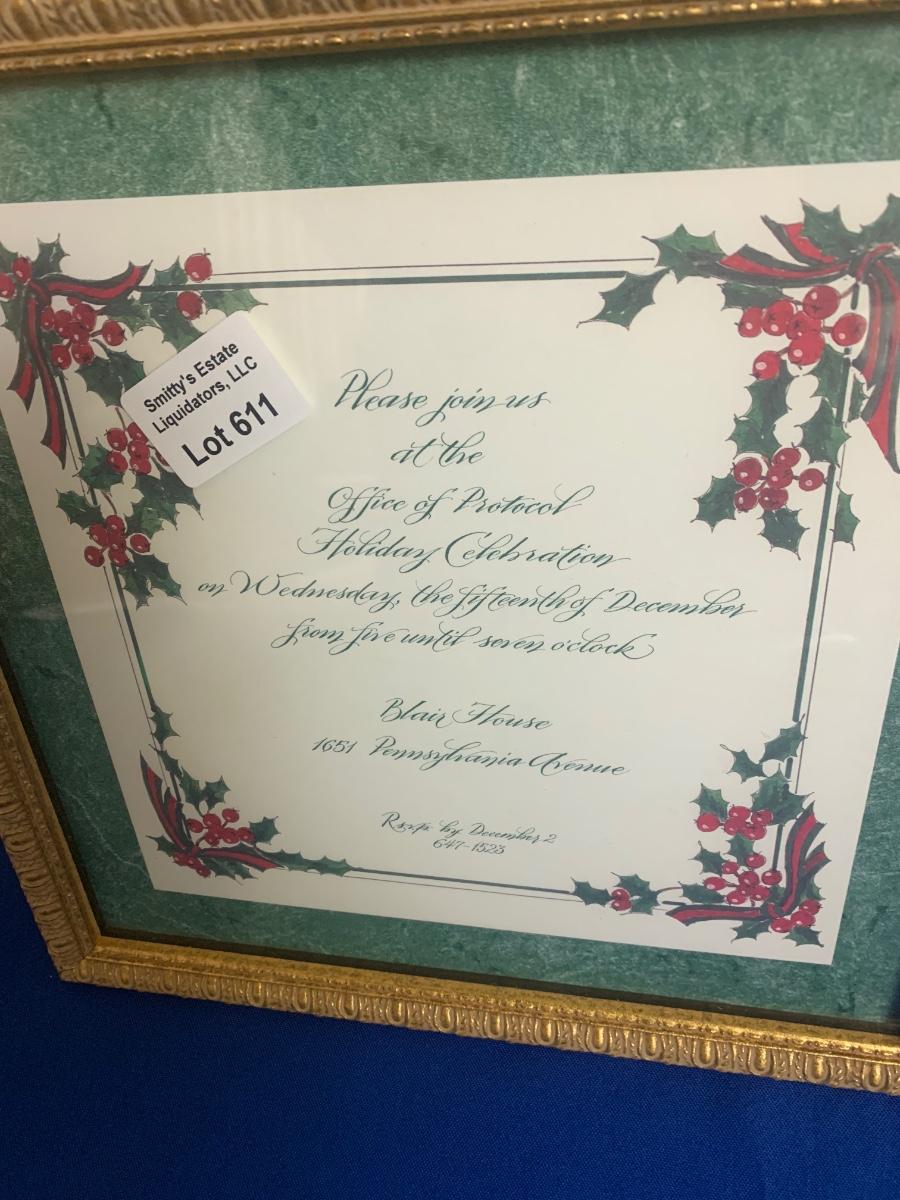 Smitty's Estate
Liquidators, LLC
Lot 611
Please join us
at the
Office of Protocol
Holiday Celebration
on Wednesday, the fifteenth of December
from five until seven o'clock
Blair House
1651 Pennsylvania Avenue
Rsvp by December 2
647-1523